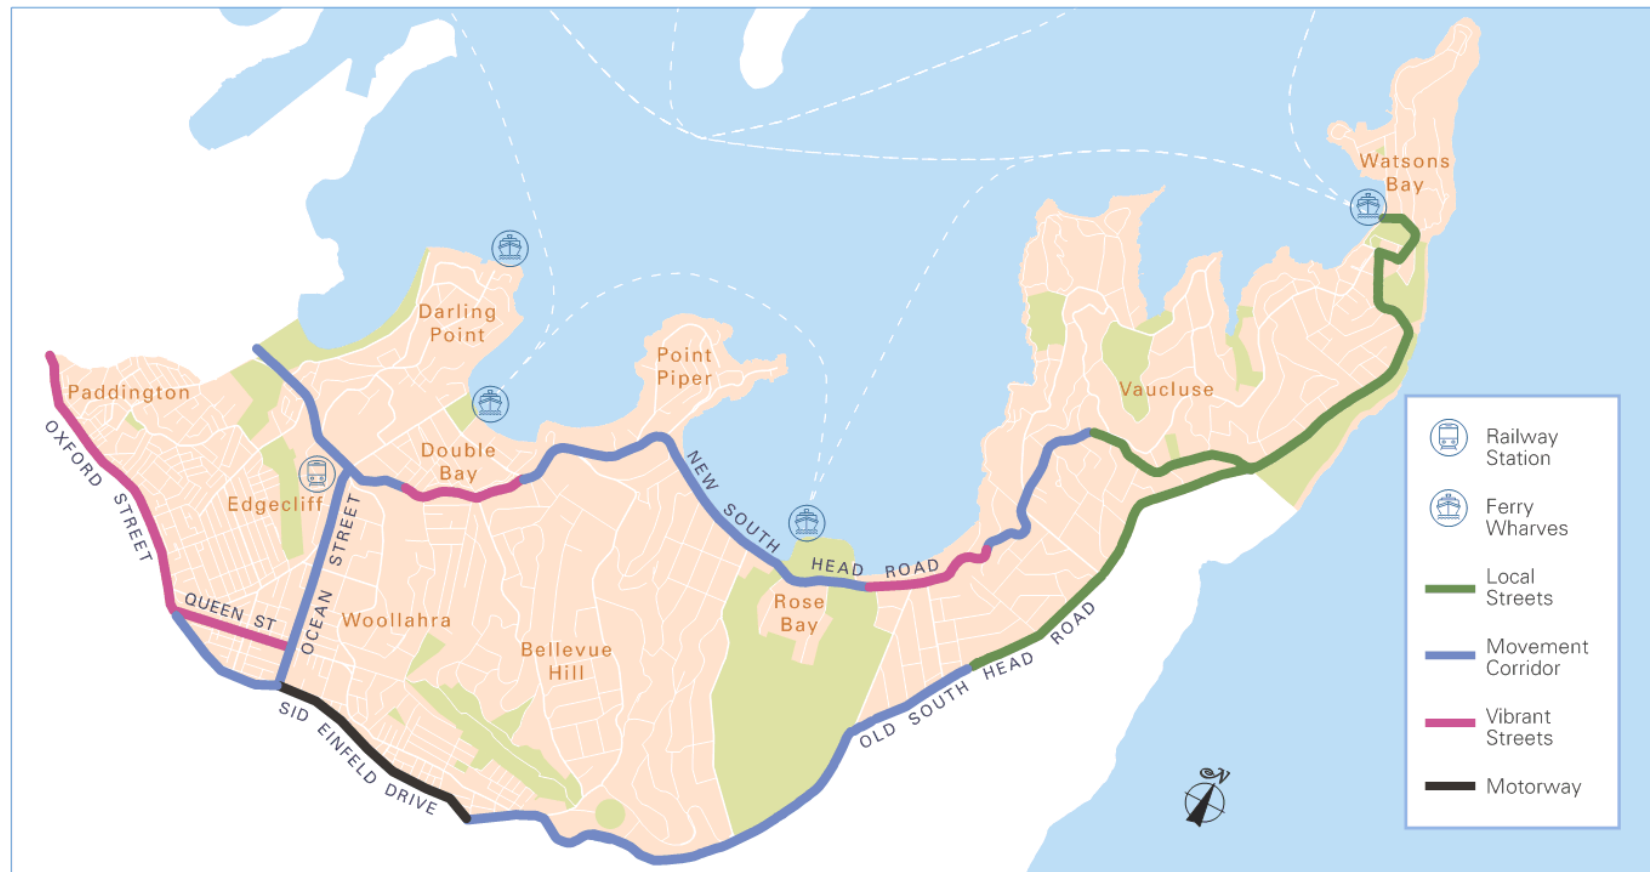 Watsons
Bay
Darling
Point
Point
Piper
Paddington
Vaucluse
Double
Bay
Edgecliff
OXFORD STREET
NEW SOUTH HEAD ROAD
OCEAN STREET
QUEEN ST
Woollahra
Rose
Bay
Bellevue
Hill
OLD SOUTH HEAD ROAD
SID EINFELD DRIVE
N
Railway
Station
Ferry
Wharves
Local
Streets
Movement
Corridor
Vibrant
Streets
Motorway